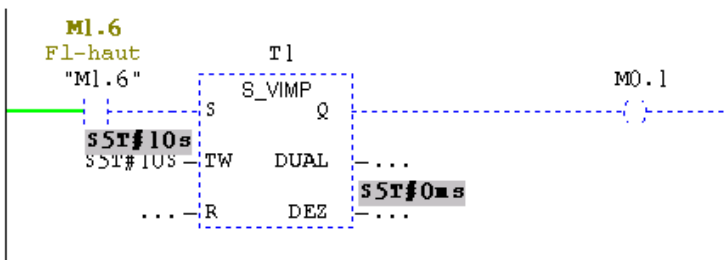 M1.6
Fl-haut
T1
"M1.6"
M0.1
S_VIMP
S
Q
S5T#10s
S5T#10S
TW
DUAL
...
S5T#0ms
...
R
DEZ
...